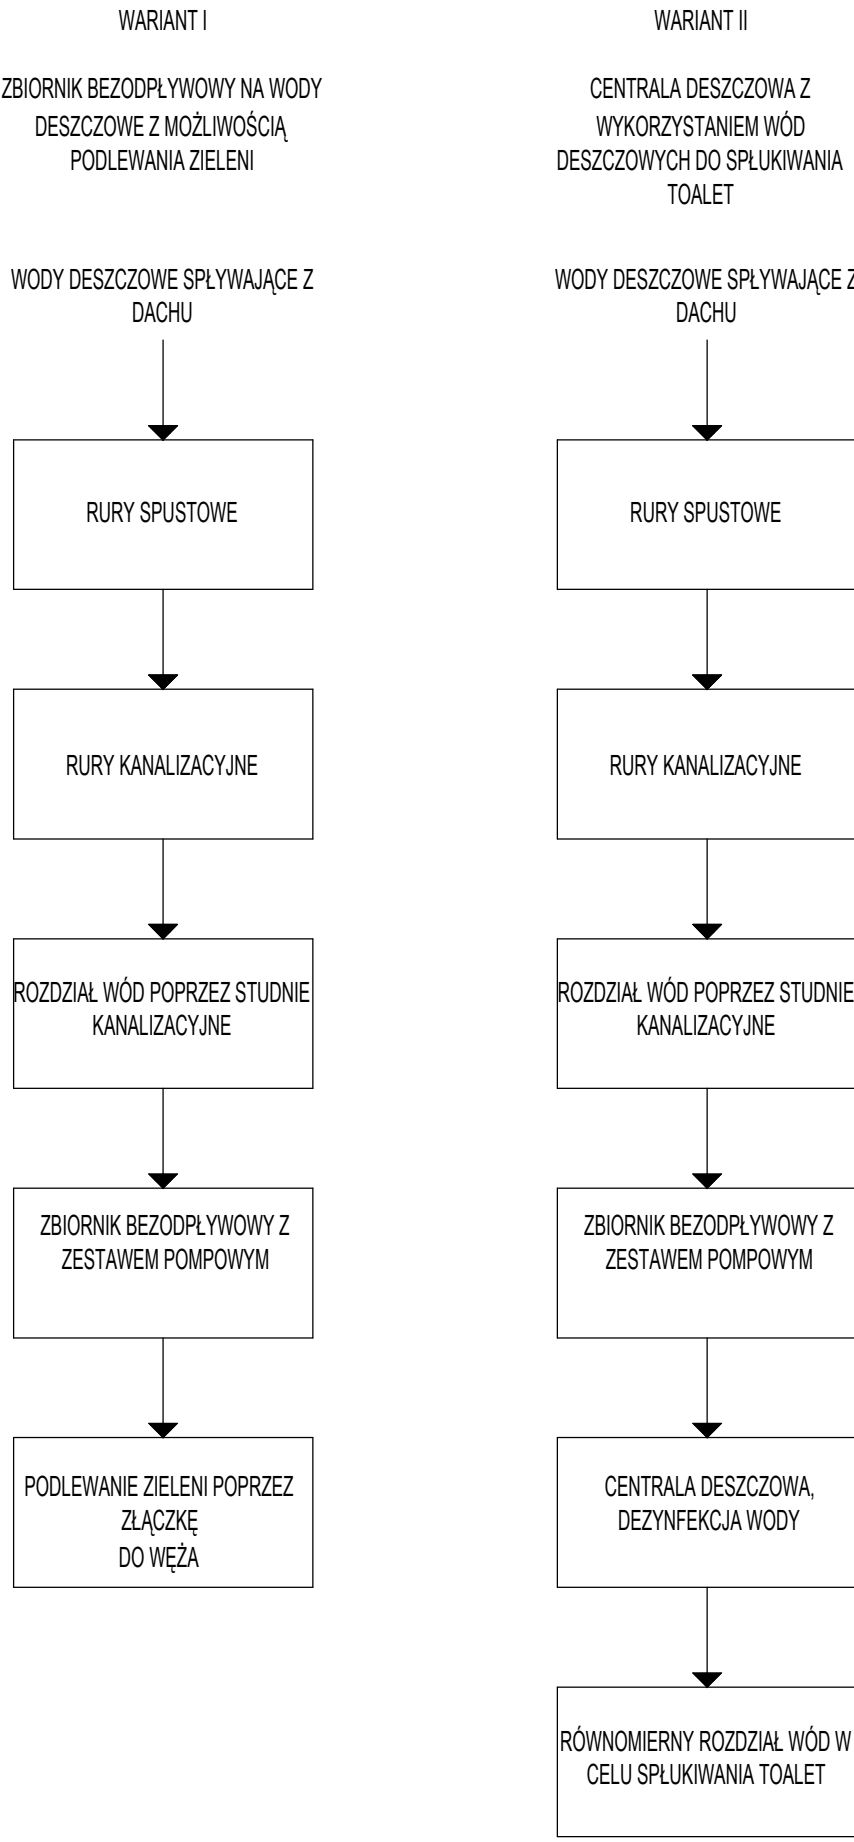 WARIANT I
ZBIORNIK BEZODPŁYWOWY NA WODY
DESZCZOWE Z MOŻLIWOŚCIĄ
PODLEWANIA ZIELENI
WODY DESZCZOWE SPŁYWAJĄCE Z
DACHU
RURY SPUSTOWE
RURY KANALIZACYJNE
ROZDZIAŁ WÓD POPRZEZ STUDNIE
KANALIZACYJNE
ZBIORNIK BEZODPŁYWOWY Z
ZESTAWEM POMPOWYM
PODLEWANIE ZIELENI POPRZEZ
ZŁĄCZKĘ
DO WĘŻA
WARIANT II
CENTRALA DESZCZOWA Z
WYKORZYSTANIEM WÓD
DESZCZOWYCH DO SPŁUKIWANIA
TOALET
WODY DESZCZOWE SPŁYWAJĄCE Z
DACHU
RURY SPUSTOWE
RURY KANALIZACYJNE
ROZDZIAŁ WÓD POPRZEZ STUDNIE
KANALIZACYJNE
ZBIORNIK BEZODPŁYWOWY Z
ZESTAWEM POMPOWYM
CENTRALA DESZCZOWA,
DEZYNFEKCJA WODY
RÓWNOMIERNY ROZDZIAŁ WÓD W
CELU SPŁUKIWANIA TOALET